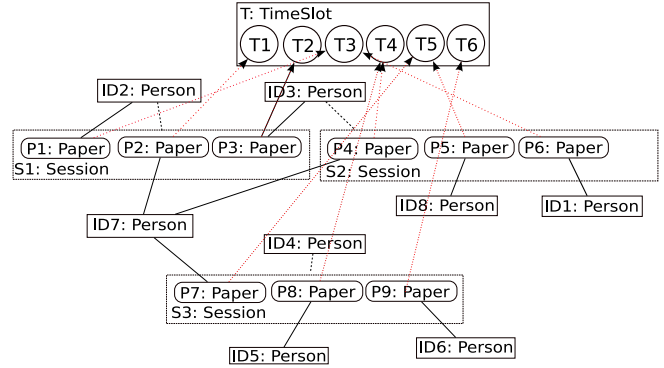 T: TimeSlot
T1 T2 T3 T4 T5 T6
ID2: Person
ID3: Person
P1: Paper P2: Paper P3: Paper
S1: Session
P4: Paper P5: Paper P6: Paper
S2: Session
ID8: Person
ID1: Person
ID7: Person
ID4: Person
P7: Paper P8: Paper P9: Paper
S3: Session
ID5: Person
ID6: Person